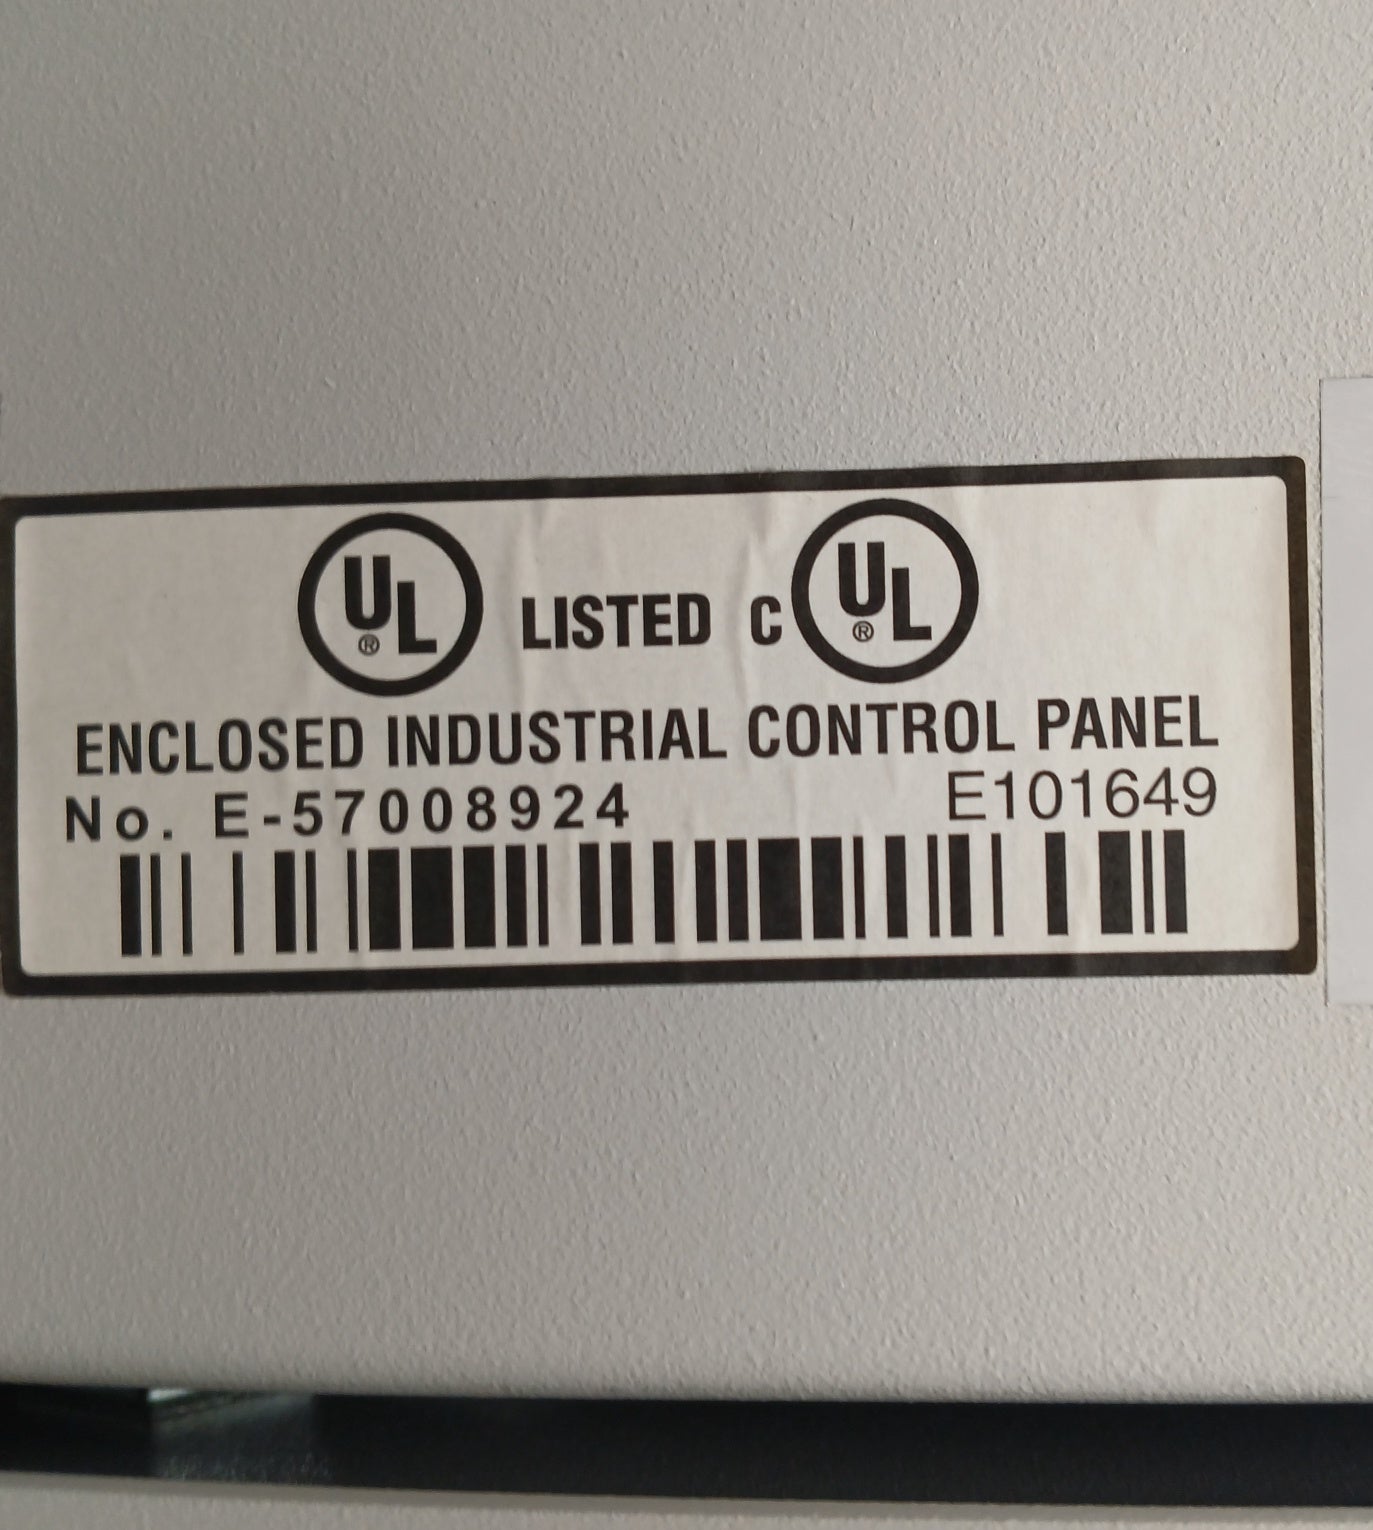 UL® LISTED C UL®
ENCLOSED INDUSTRIAL CONTROL PANEL
No. E-57008924 E101649